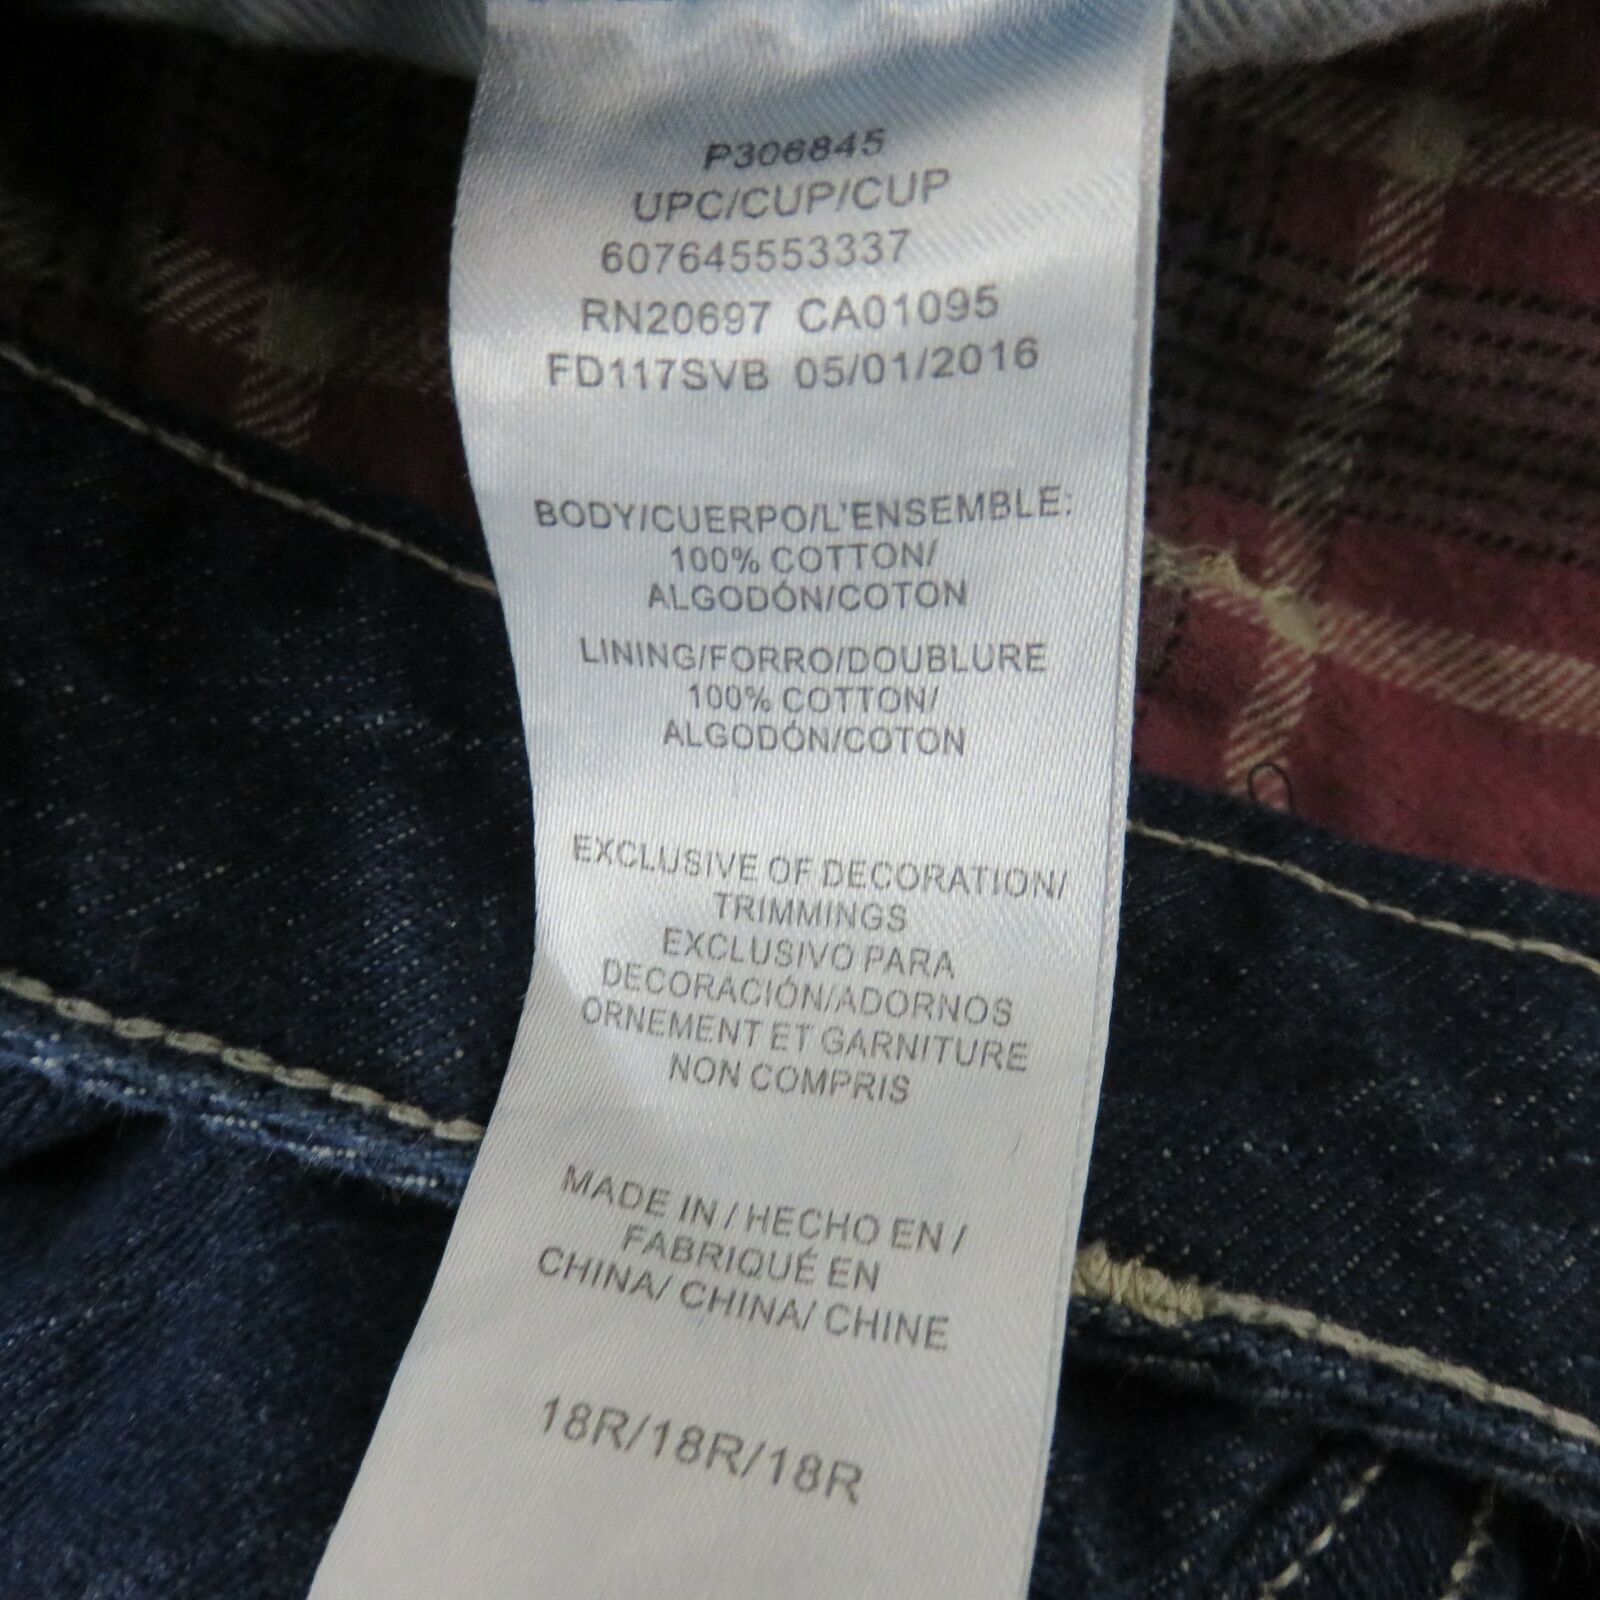 P306845
UPC/CUP/CUP
607645553337
RN20697 CA01095
FD117SVB 05/01/2016
BODY/CUERPO/L'ENSEMBLE:
100% COTTON/
ALGODÓN/COTON
LINING/FORRO/DOUBLURE
100% COTTON/
ALGODÓN/COTON
EXCLUSIVE OF DECORATION/
TRIMMINGS
EXCLUSIVO PARA
DECORACIÓN/ADORNOS
ORNEMENT ET GARNITURE
NON COMPRIS
MADE IN / HECHO EN /
FABRIQUÉ EN
CHINA/ CHINA/ CHINE
18R/18R/18R